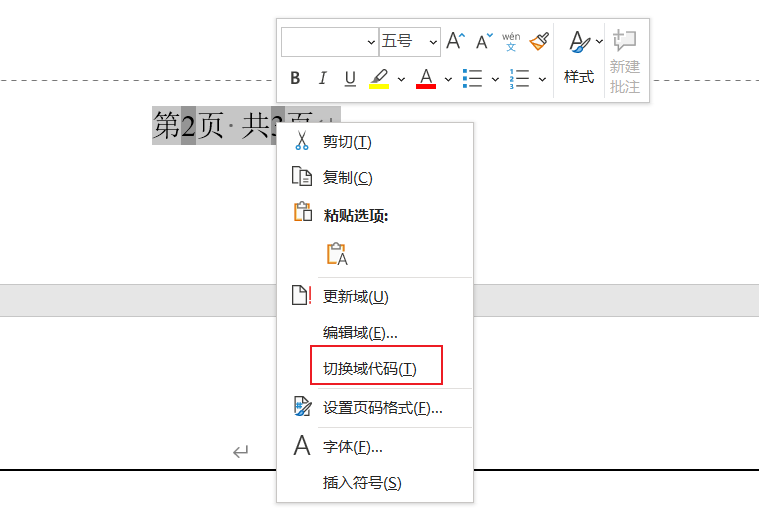 五号
A A wén 文
B I U A
样式
新建
批注
第2页 共3页
剪切(T)
复制(C)
粘贴选项:
A
更新域(U)
编辑域(E)...
切换域代码(T)
设置页码格式(F)...
A 字体(F)...
插入符号(S)